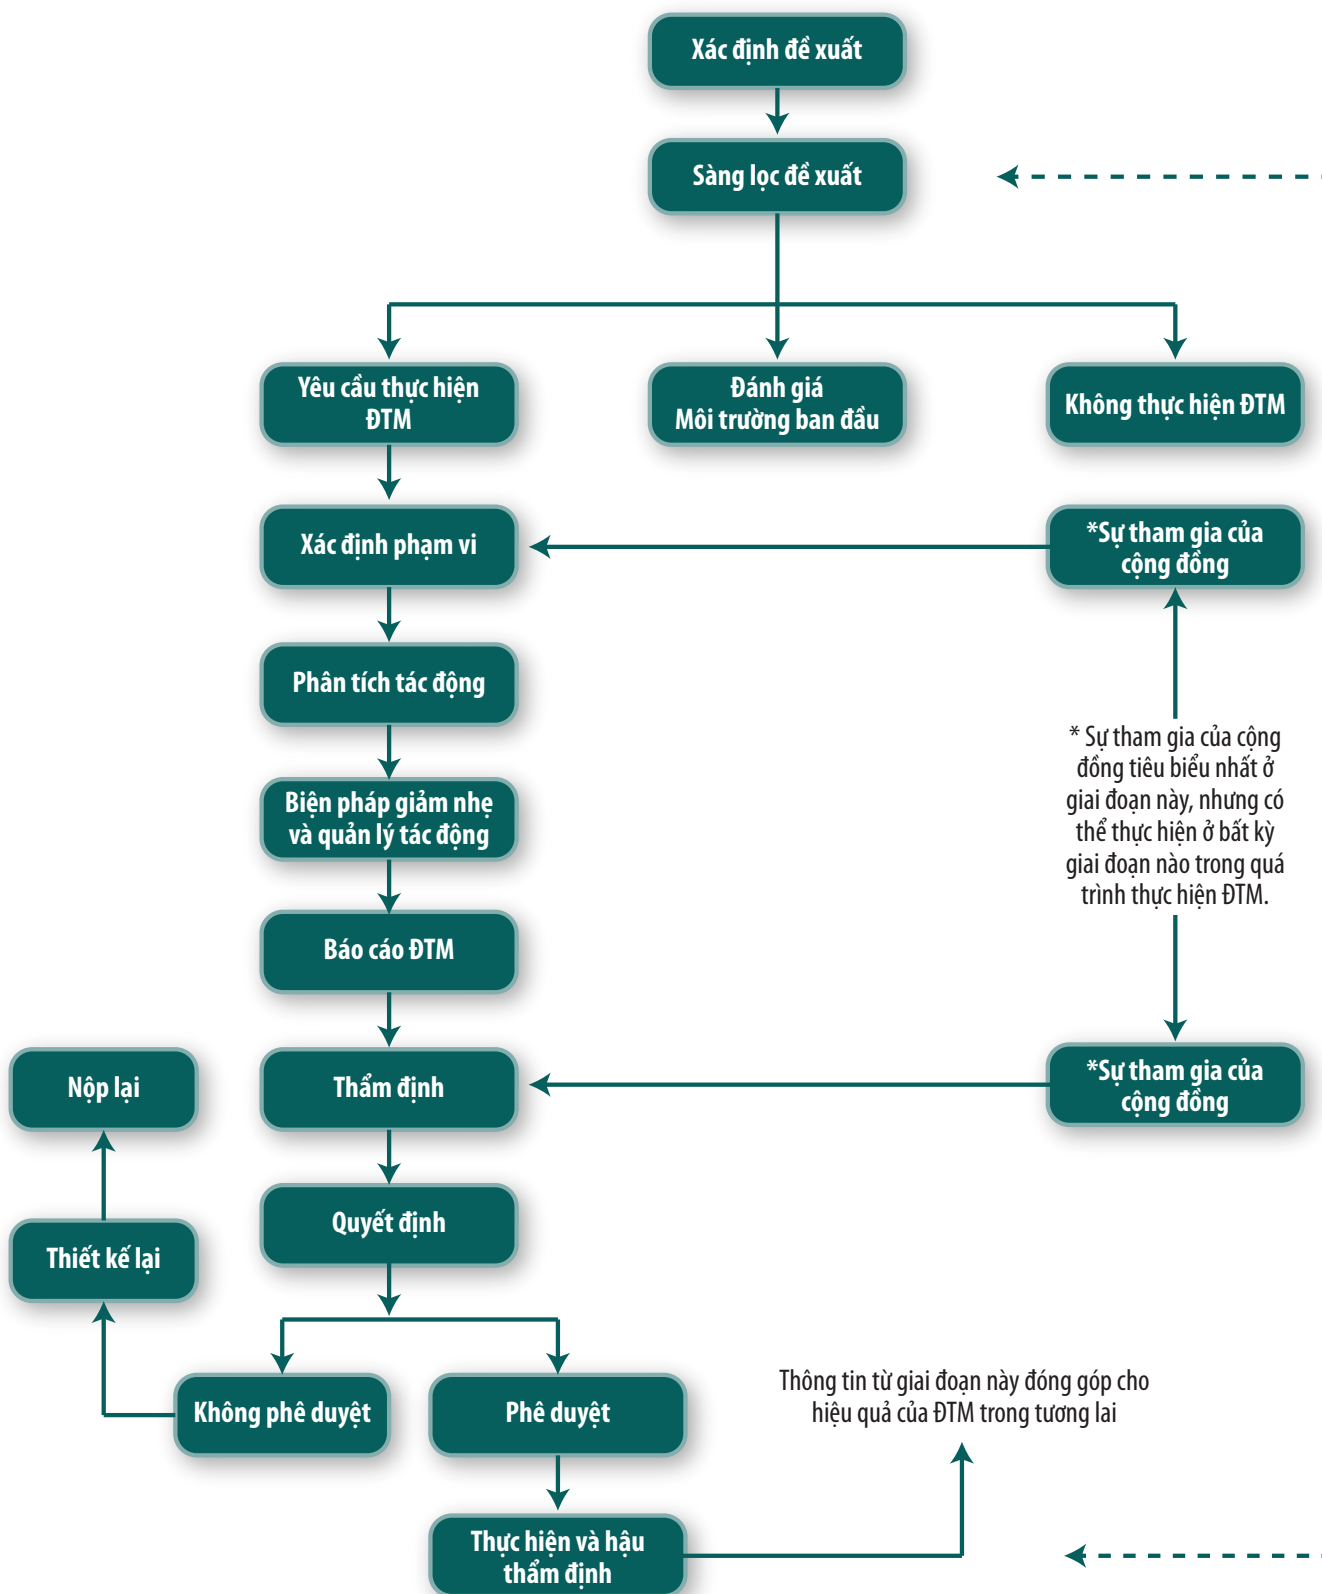 Xác định đề xuất
Sàng lọc đề xuất
Yêu cầu thực hiện
ĐTM
Đánh giá
Môi trường ban đầu
Không thực hiện ĐTM
Xác định phạm vi
*Sự tham gia của
cộng đồng
Phân tích tác động
* Sự tham gia của cộng
đồng tiêu biểu nhất ở
giai đoạn này, nhưng có
thể thực hiện ở bất kỳ
giai đoạn nào trong quá
trình thực hiện ĐTM.
Biện pháp giảm nhẹ
và quản lý tác động
Báo cáo ĐTM
Nộp lại
Thẩm định
*Sự tham gia của
cộng đồng
Quyết định
Thiết kế lại
Không phê duyệt
Phê duyệt
Thông tin từ giai đoạn này đóng góp cho
hiệu quả của ĐTM trong tương lai
Thực hiện và hậu
thẩm định